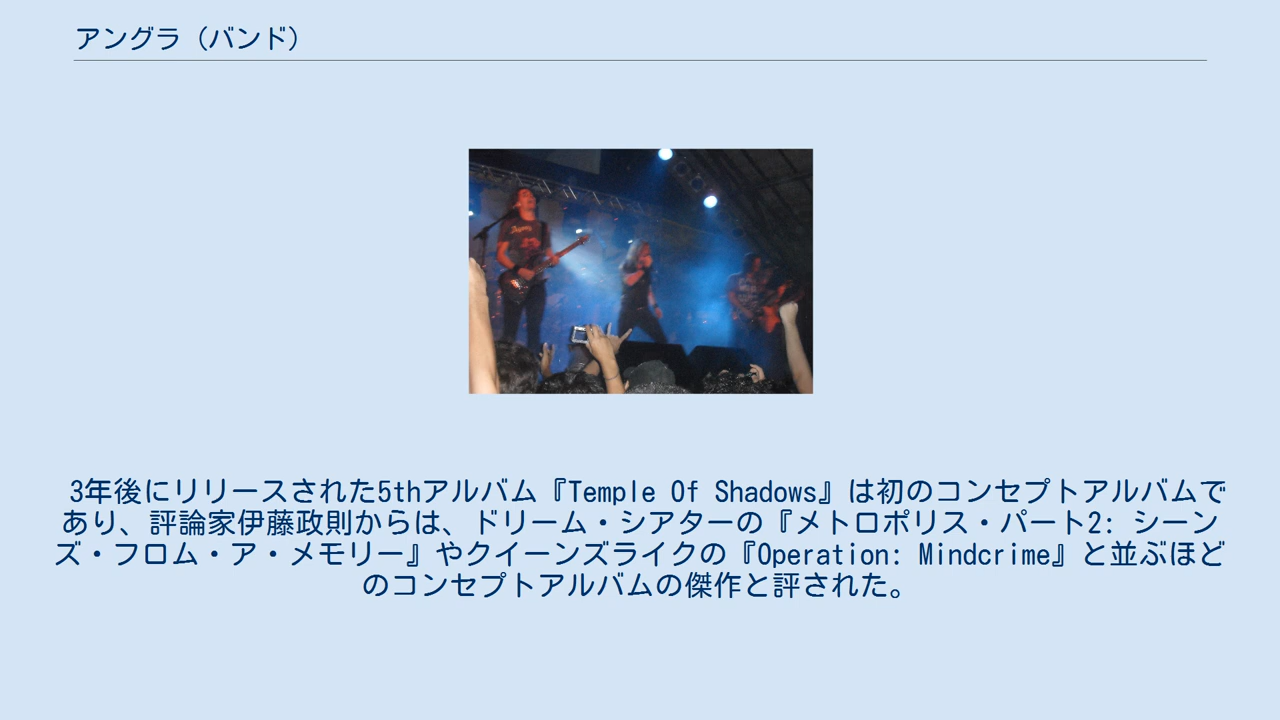 アングラ（バンド）
3年後にリリースされた5thアルバム『Temple Of Shadows』は初のコンセプトアルバムで
あり、評論家伊藤政則からは、ドリーム・シアターの『メトロポリス・パート2: シーン
ズ・フロム・ア・メモリー』やクイーンズライクの『Operation: Mindcrime』と並ぶほど
のコンセプトアルバムの傑作と評された。